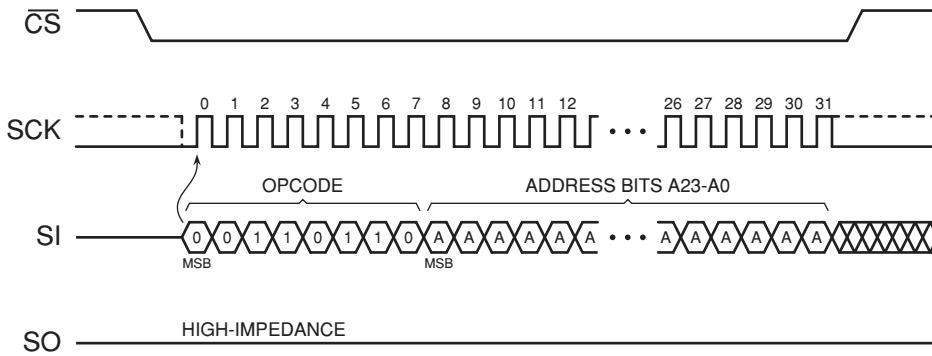 CS
SCK
0 1 2 3 4 5 6 7 8 9 10 11 12 26 27 28 29 30 31
OPCODE
ADDRESS BITS A23-A0
SI
0 0 1 1 0 1 1 0 A A A A A A A A A A A A
MSB
MSB
SO
HIGH-IMPEDANCE